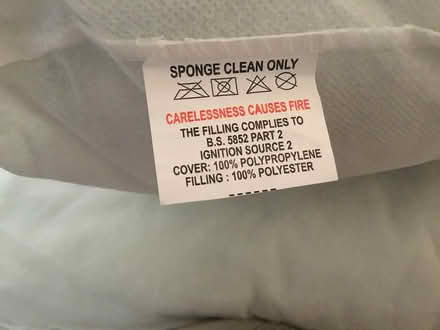 SPONGE CLEAN ONLY
CARELESSNESS CAUSES FIRE
THE FILLING COMPLIES TO
B.S. 5852 PART 2
IGNITION SOURCE 2
COVER: 100% POLYPROPYLENE
FILLING : 100% POLYESTER